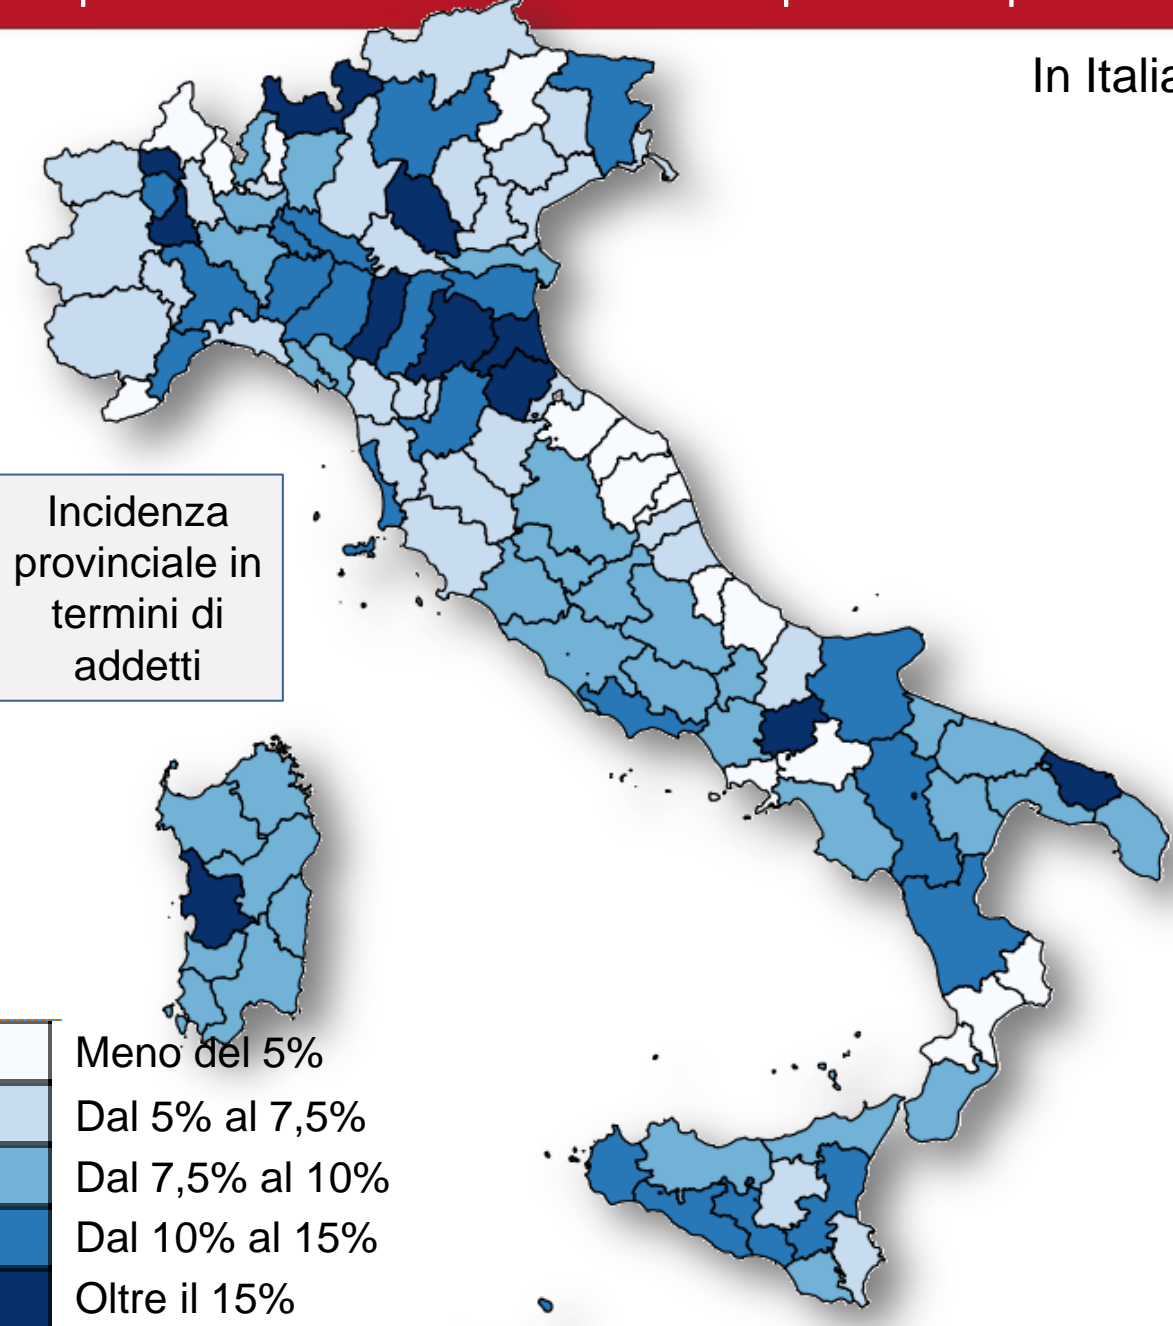 In Italia
Incidenza
provinciale in
termini di
addetti
Meno del 5%
Dal 5% al 7,5%
Dal 7,5% al 10%
Dal 10% al 15%
Oltre il 15%